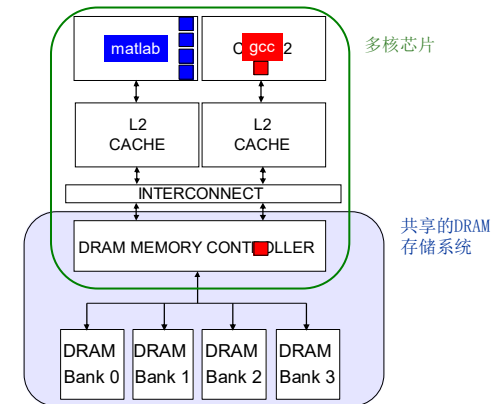 matlab
gcc
2
多核芯片
L2
CACHE
L2
CACHE
INTERCONNECT
共享的DRAM
存储系统
DRAM MEMORY CONTROLLER
DRAM
Bank 0
DRAM
Bank 1
DRAM
Bank 2
DRAM
Bank 3